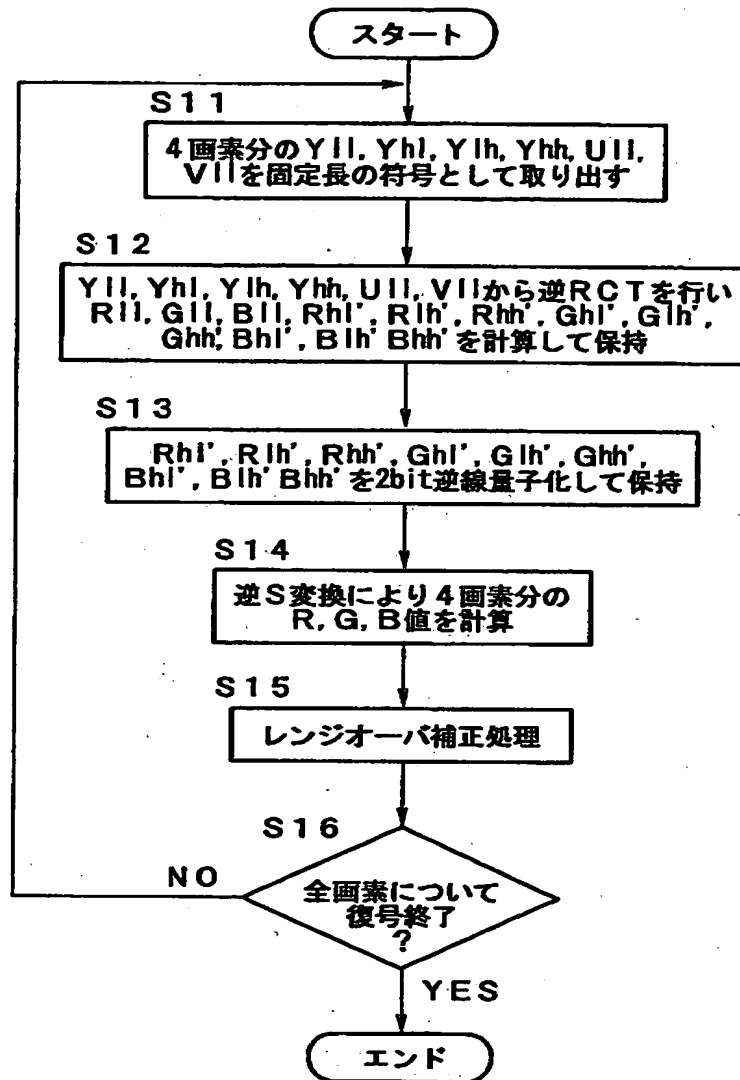 スタート
S11
4画素分のYll, Yhl, Ylh, Yhh, Ull,
Vllを固定長の符号として取り出す
S12
Yll, Yhl, Ylh, Yhh, Ull, Vllから逆RCTを行い
Rll, Gll, Bll, Rhl', Rlh', Rhh', Ghl', Glh',
Ghh', Bhl', Blh' Bhh'を計算して保持
S13
Rhl', Rlh', Rhh', Ghl', Glh', Ghh',
Bhl', Blh' Bhh'を2bit逆線量子化して保持
S14
逆S変換により4画素分の
R, G, B値を計算
S15
レンジオーバ補正処理
S16
全画素について
復号終了
?
NO
YES
エンド